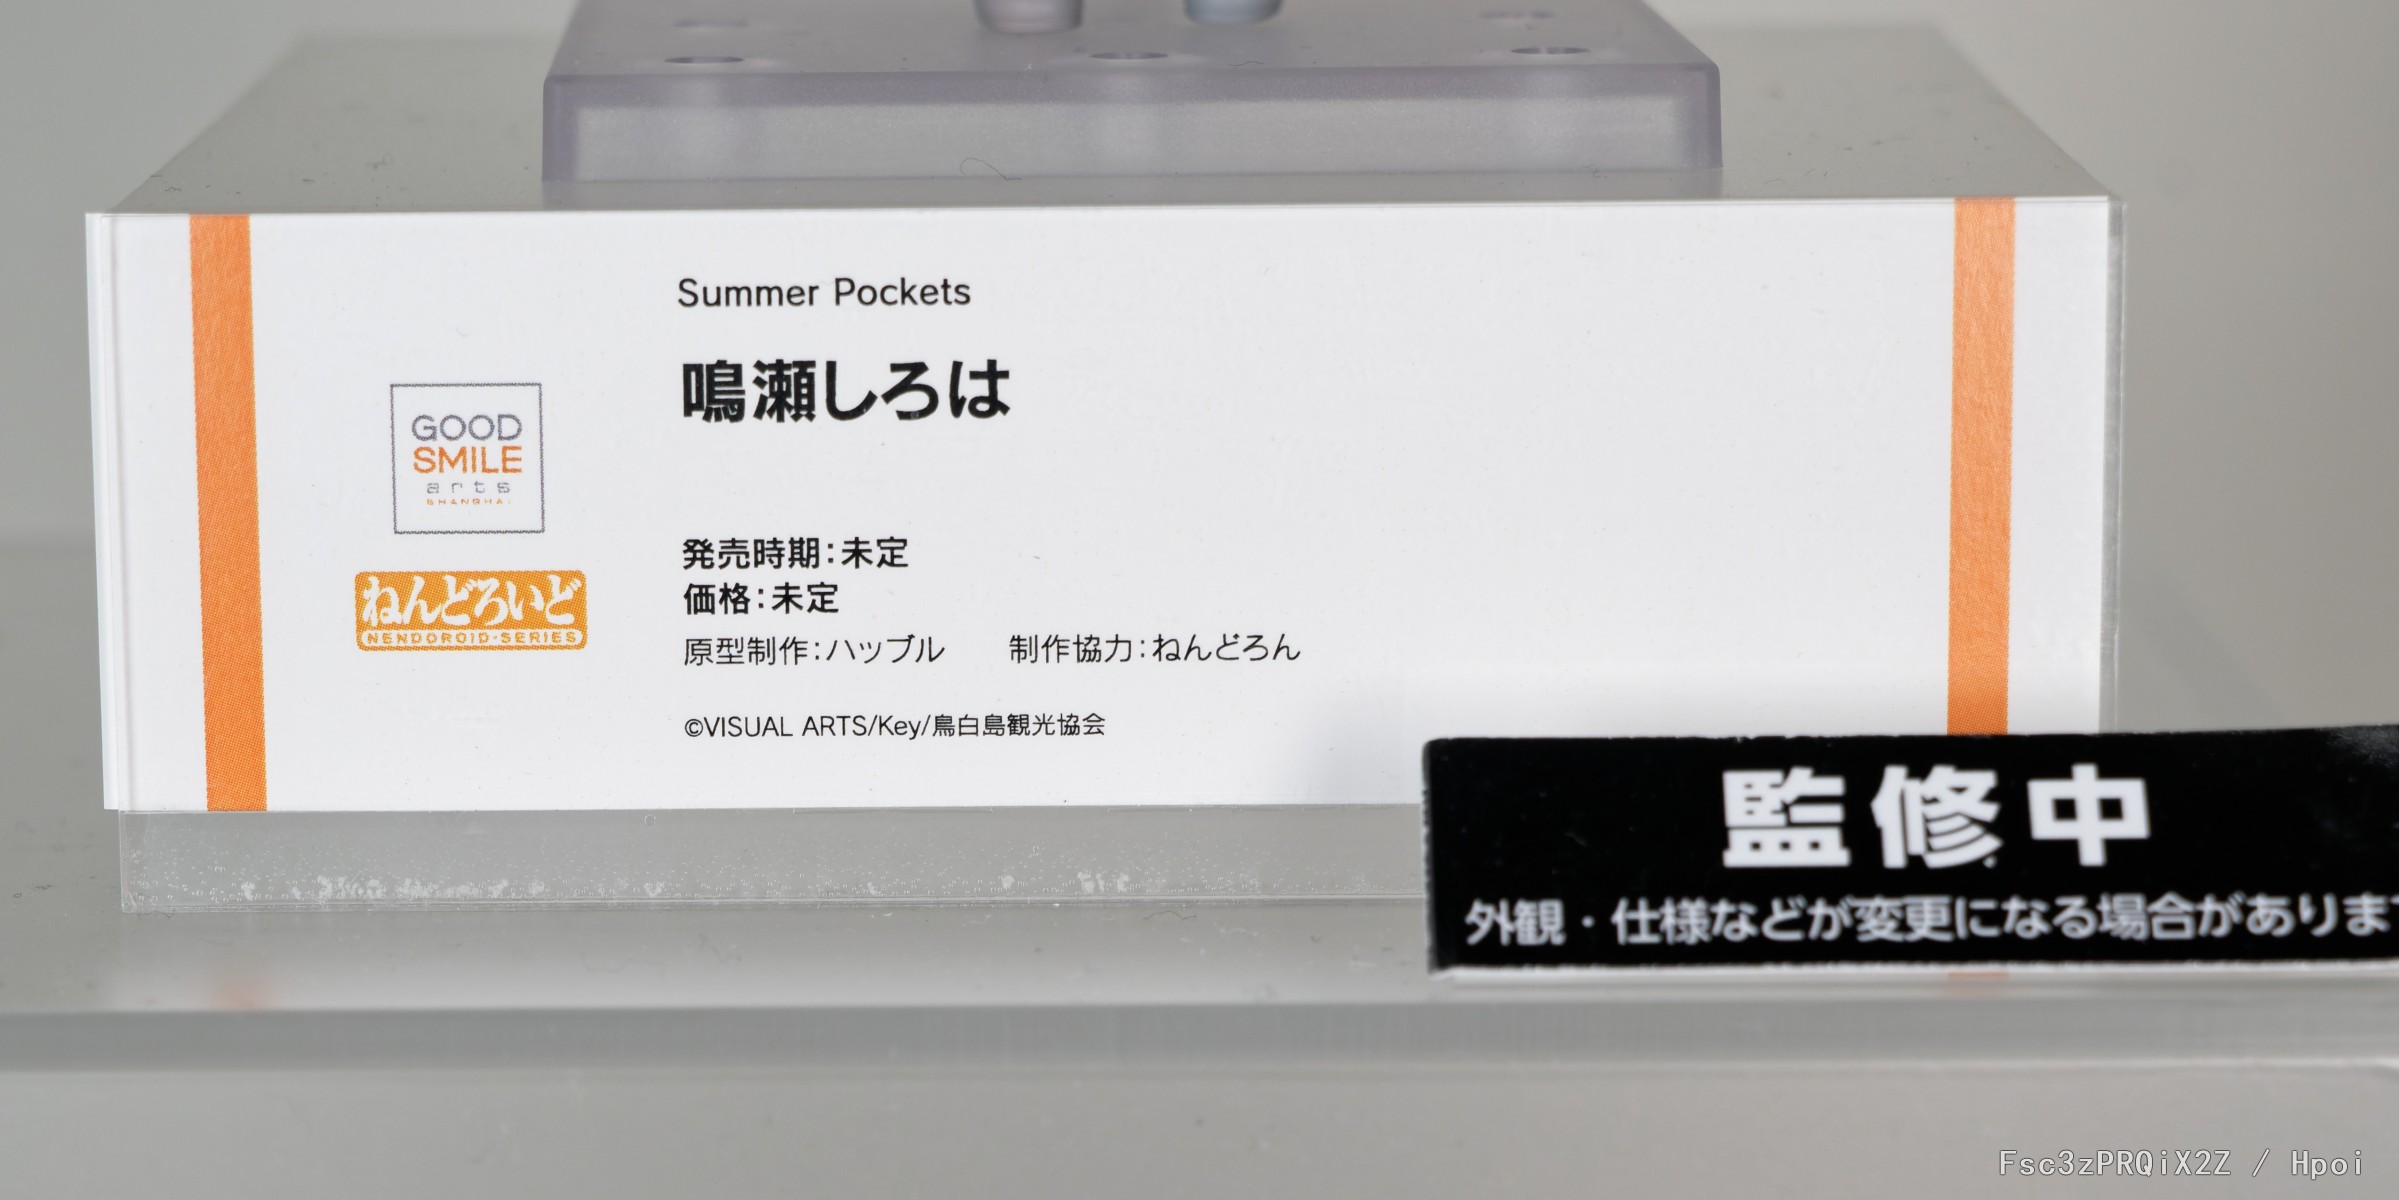 Summer Pockets
鳴瀬しろは
GOOD
SMILE
arts
SHANGHAI
ねんどろいど
NENDOROID·SERIES
発売時期：未定
価格：未定
原型制作：ハッブル　制作協力：ねんどろん
©VISUAL ARTS/Key/鳥白島観光協会
監修中
外観・仕様などが変更になる場合がありま
Fsc3zPRQiX2Z / Hpoi